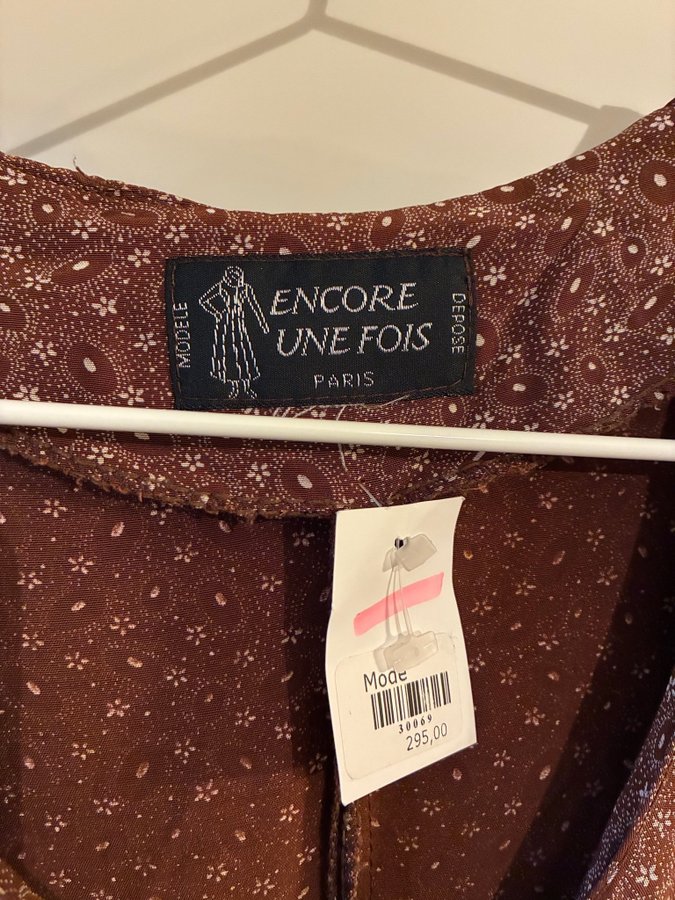 MODELE
ENCORE
UNE FOIS
PARIS
DEPOSE
Mode
30069
295,00